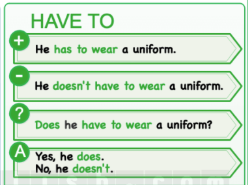 HAVE TO
+
He has to wear a uniform.
-
He doesn't have to wear a uniform.
?
Does he have to wear a uniform?
A
Yes, he does.
No, he doesn't.